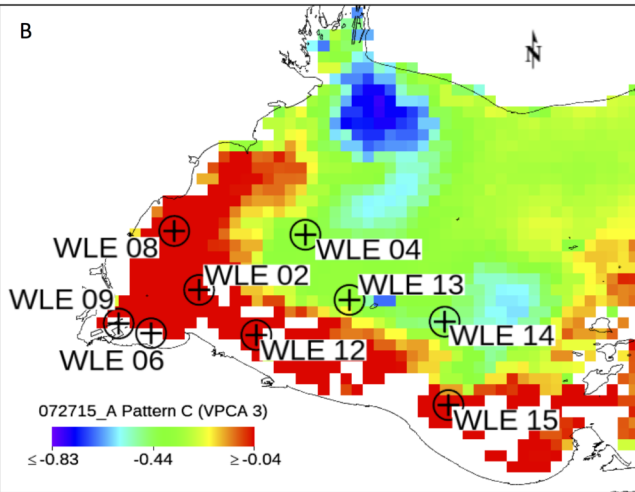 B
N
WLE 08
WLE 04
WLE 02
WLE 13
WLE 09
WLE 14
WLE 06
WLE 12
WLE 15
072715_A Pattern C (VPCA 3)
≤ -0.83 -0.44 ≥ -0.04